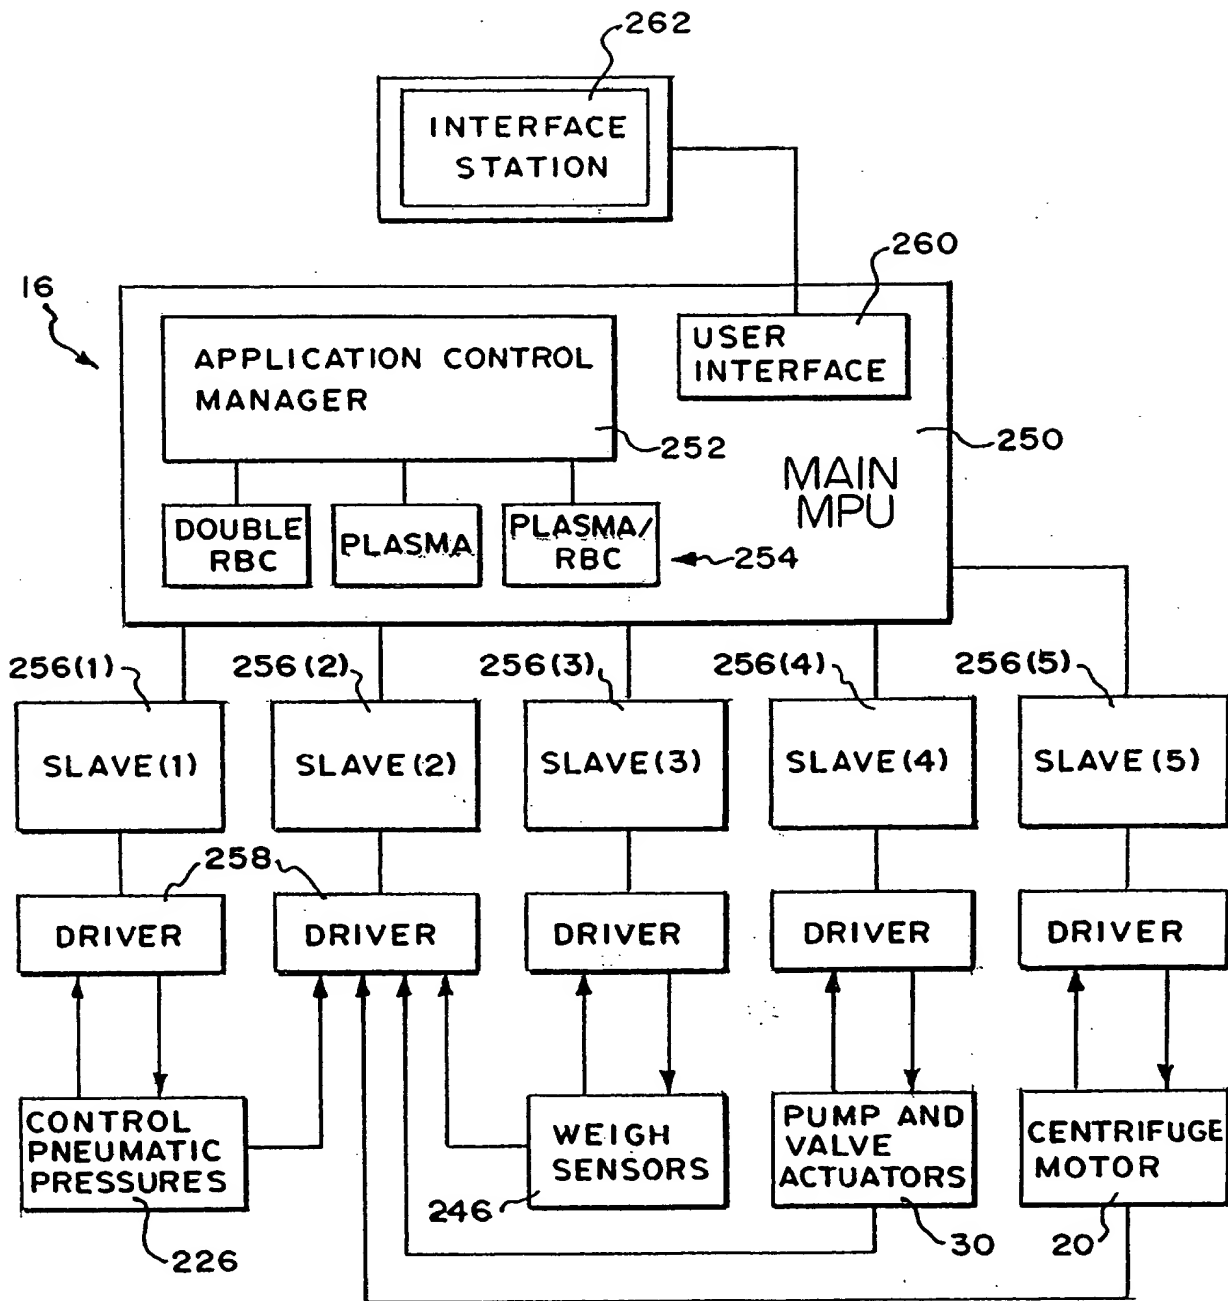 262
INTERFACE
STATION
260
16
APPLICATION CONTROL
MANAGER
USER
INTERFACE
252
250
MAIN
MPU
DOUBLE
RBC
PLASMA
PLASMA/
RBC
254
256(1)
256(2)
256(3)
256(4)
256(5)
SLAVE(1)
SLAVE(2)
SLAVE(3)
SLAVE(4)
SLAVE(5)
258
DRIVER
DRIVER
DRIVER
DRIVER
DRIVER
CONTROL
PNEUMATIC
PRESSURES
WEIGH
SENSORS
PUMP AND
VALVE
ACTUATORS
CENTRIFUGE
MOTOR
226
246
30
20